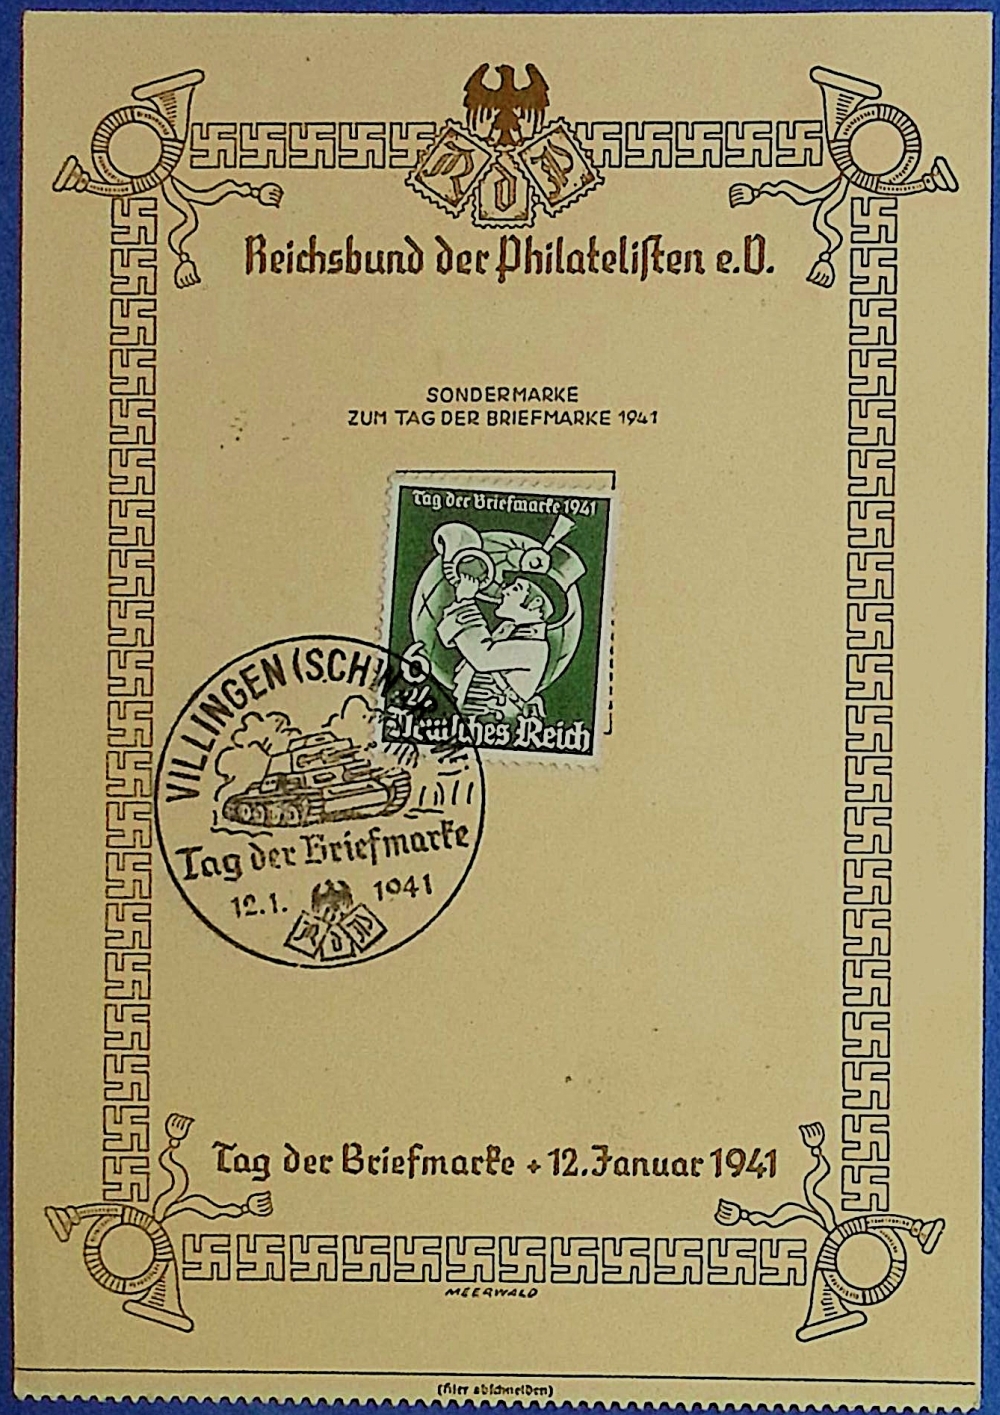 R d P
Reichsbund der Philatelisten e.V.
SONDERMARKE
ZUM TAG DER BRIEFMARKE 1941
Tag der Briefmarke 1941
6
Deutsches Reich
VILLINGEN (SCHW
Tag der Briefmarke
12.1. 1941
R d P
Tag der Briefmarke + 12. Januar 1941
MEERWALD
(hier abschneiden)